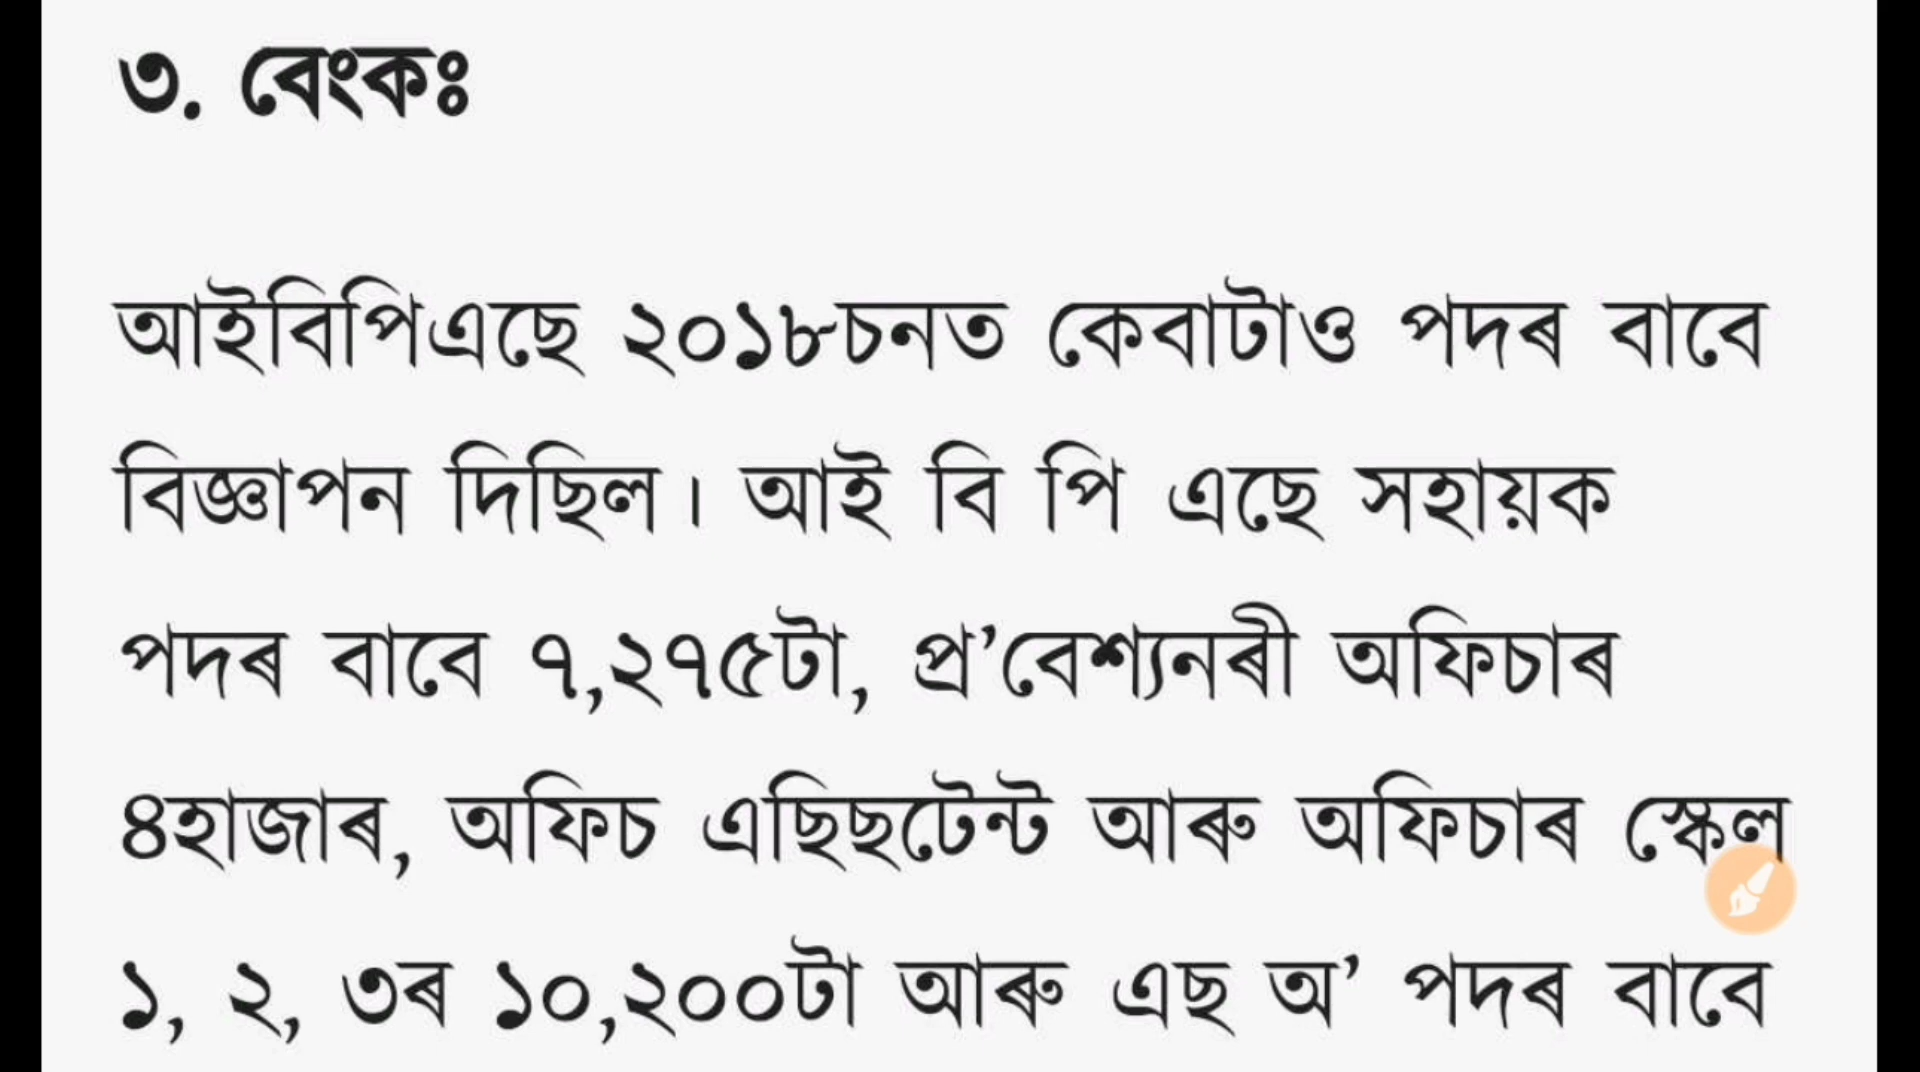 ৩. বেংকঃ
আইবিপিএছে ২০১৮চনত কেবাটাও পদৰ বাবে
বিজ্ঞাপন দিছিল। আই বি পি এছে সহায়ক
পদৰ বাবে ৭,২৭৫টা, প্ৰ’বেশ্যনৰী অফিচাৰ
৪হাজাৰ, অফিচ এছিছটেন্ট আৰু অফিচাৰ স্কেল
১, ২, ৩ৰ ১০,২০০টা আৰু এছ অ’ পদৰ বাবে